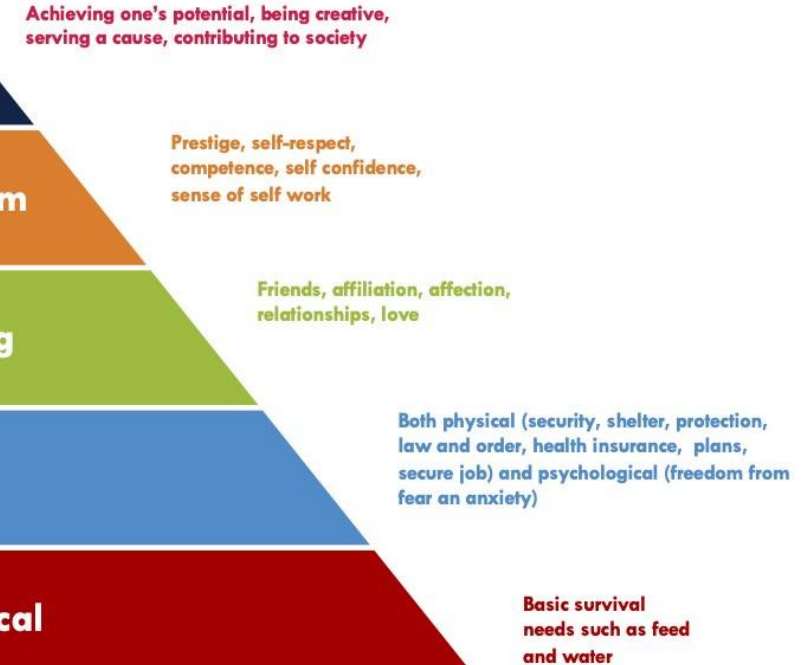 Achieving one's potential, being creative,
serving a cause, contributing to society
Prestige, self-respect,
competence, self confidence,
sense of self work
m
Friends, affiliation, affection,
relationships, love
g
Both physical (security, shelter, protection,
law and order, health insurance, plans,
secure job) and psychological (freedom from
fear an anxiety)
cal
Basic survival
needs such as feed
and water